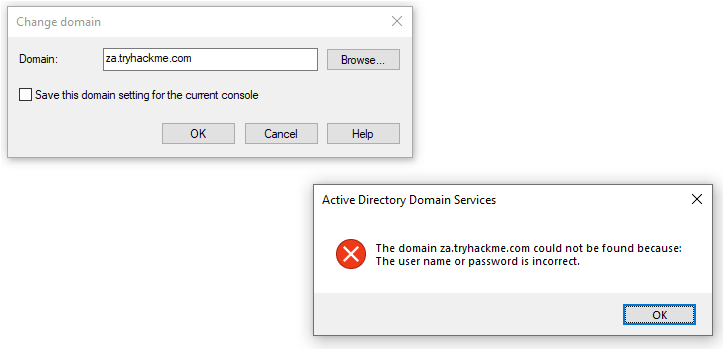 Change domain
Domain: za.tryhackme.com Browse...
Save this domain setting for the current console
OK Cancel Help
Active Directory Domain Services
The domain za.tryhackme.com could not be found because:
The user name or password is incorrect.
OK